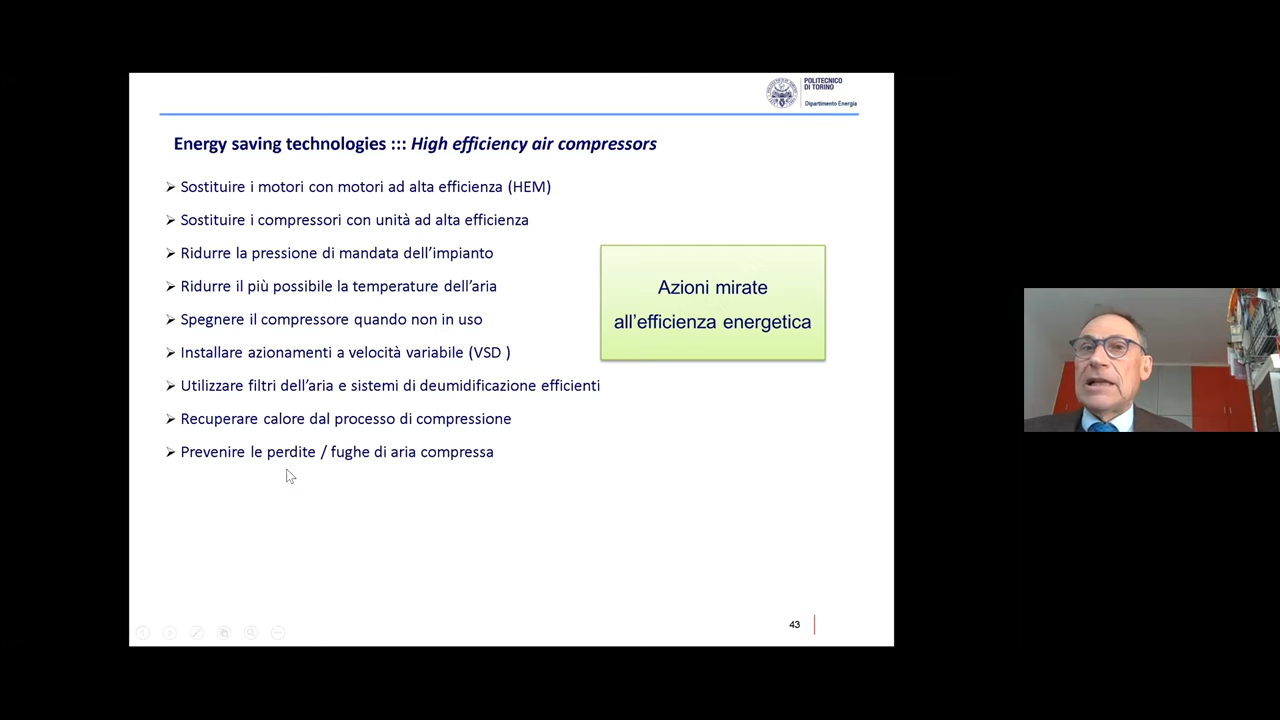 POLITECNICO
DI TORINO
Dipartimento Energia
Energy saving technologies ::: High efficiency air compressors
➢ Sostituire i motori con motori ad alta efficienza (HEM)
➢ Sostituire i compressori con unità ad alta efficienza
➢ Ridurre la pressione di mandata dell'impianto
➢ Ridurre il più possibile la temperature dell'aria
➢ Spegnere il compressore quando non in uso
➢ Installare azionamenti a velocità variabile (VSD )
➢ Utilizzare filtri dell'aria e sistemi di deumidificazione efficienti
➢ Recuperare calore dal processo di compressione
➢ Prevenire le perdite / fughe di aria compressa
Azioni mirate
all'efficienza energetica
43